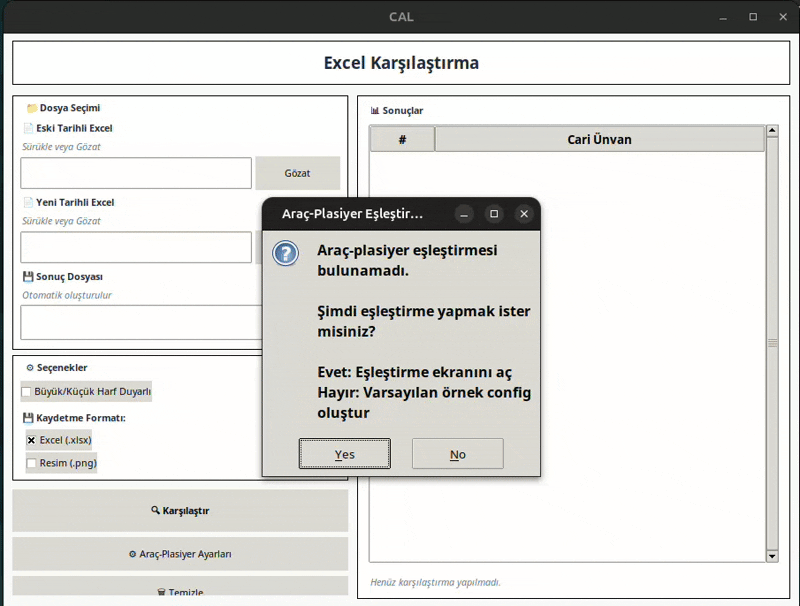 CAL
Excel Karşılaştırma
📁 Dosya Seçimi
📄 Eski Tarihli Excel
Sürükle veya Gözat
Gözat
📄 Yeni Tarihli Excel
Sürükle veya Gözat
💾 Sonuç Dosyası
Otomatik oluşturulur
⚙ Seçenekler
Büyük/Küçük Harf Duyarlı
💾 Kaydetme Formatı:
Excel (.xlsx)
Resim (.png)
🔍 Karşılaştır
⚙ Araç-Plasiyer Ayarları
🗑 Temizle
📊 Sonuçlar
# Cari Ünvan
Henüz karşılaştırma yapılmadı.
Araç-Plasiyer Eşleştir...
Araç-plasiyer eşleştirmesi
bulunamadı.
Şimdi eşleştirme yapmak ister
misiniz?
Evet: Eşleştirme ekranını aç
Hayır: Varsayılan örnek config
oluştur
Yes
No